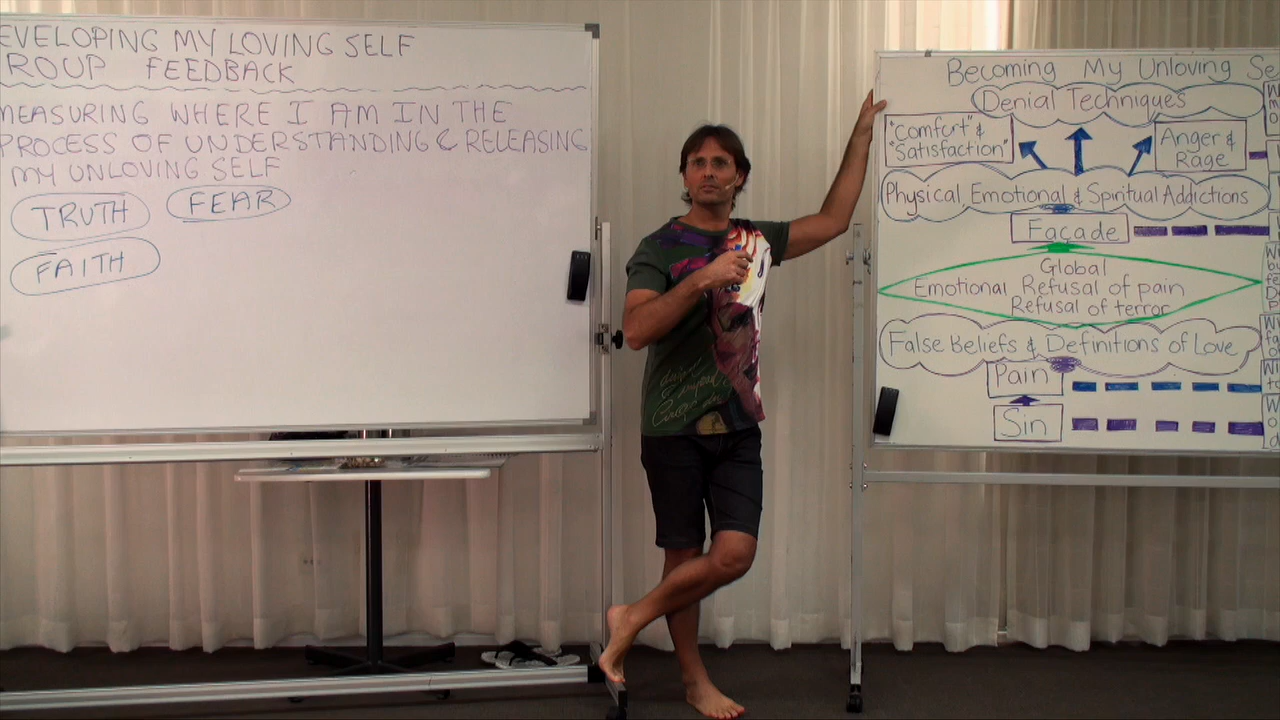 EVELOPING MY LOVING SELF
ROUP FEEDBACK
MEASURING WHERE I AM IN THE
PROCESS OF UNDERSTANDING & RELEASING
MY UNLOVING SELF
TRUTH
FEAR
FAITH
Becoming My Unloving Se
Denial Techniques
"Comfort" &
"Satisfaction"
Anger &
Rage
Physical, Emotional & Spiritual Addictions
Façade
Global
Emotional Refusal of pain
Refusal of terror
False Beliefs & Definitions of Love
Pain
Sin